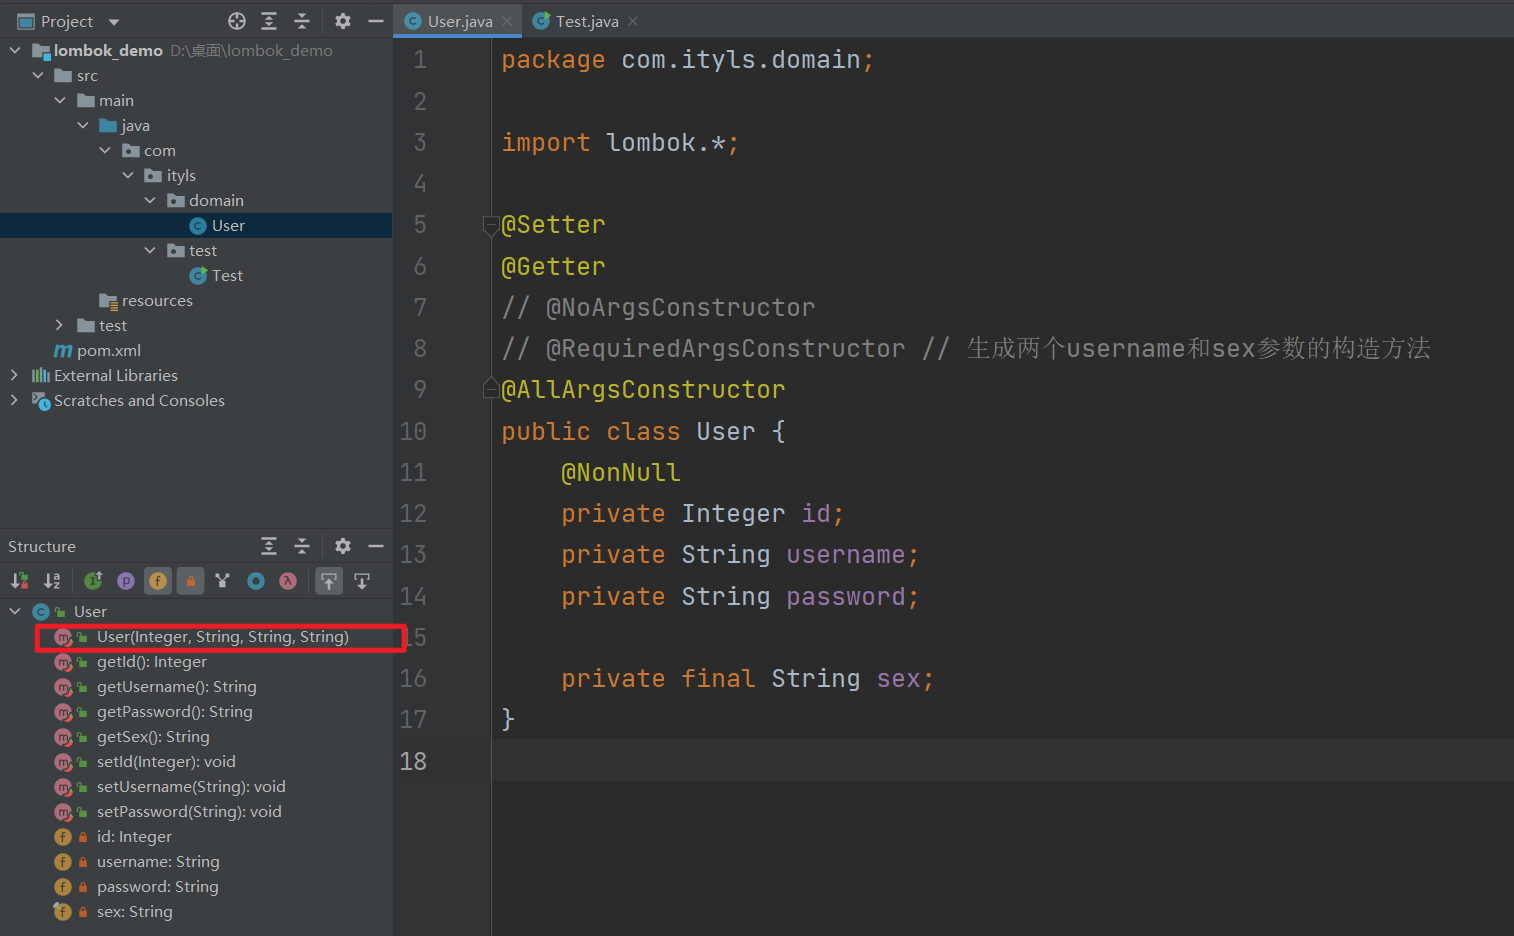 Project
lombok_demo D:\桌面\lombok_demo
src
main
java
com
ityls
domain
User
test
Test
resources
test
pom.xml
External Libraries
Scratches and Consoles
Structure
User
User(Integer, String, String, String)
getId(): Integer
getUsername(): String
getPassword(): String
getSex(): String
setId(Integer): void
setUsername(String): void
setPassword(String): void
id: Integer
username: String
password: String
sex: String
User.java Test.java
1 package com.ityls.domain;
2
3 import lombok.*;
4
5 @Setter
6 @Getter
7 // @NoArgsConstructor
8 // @RequiredArgsConstructor // 生成两个username和sex参数的构造方法
9 @AllArgsConstructor
10 public class User {
11 @NonNull
12 private Integer id;
13 private String username;
14 private String password;
15
16 private final String sex;
17 }
18